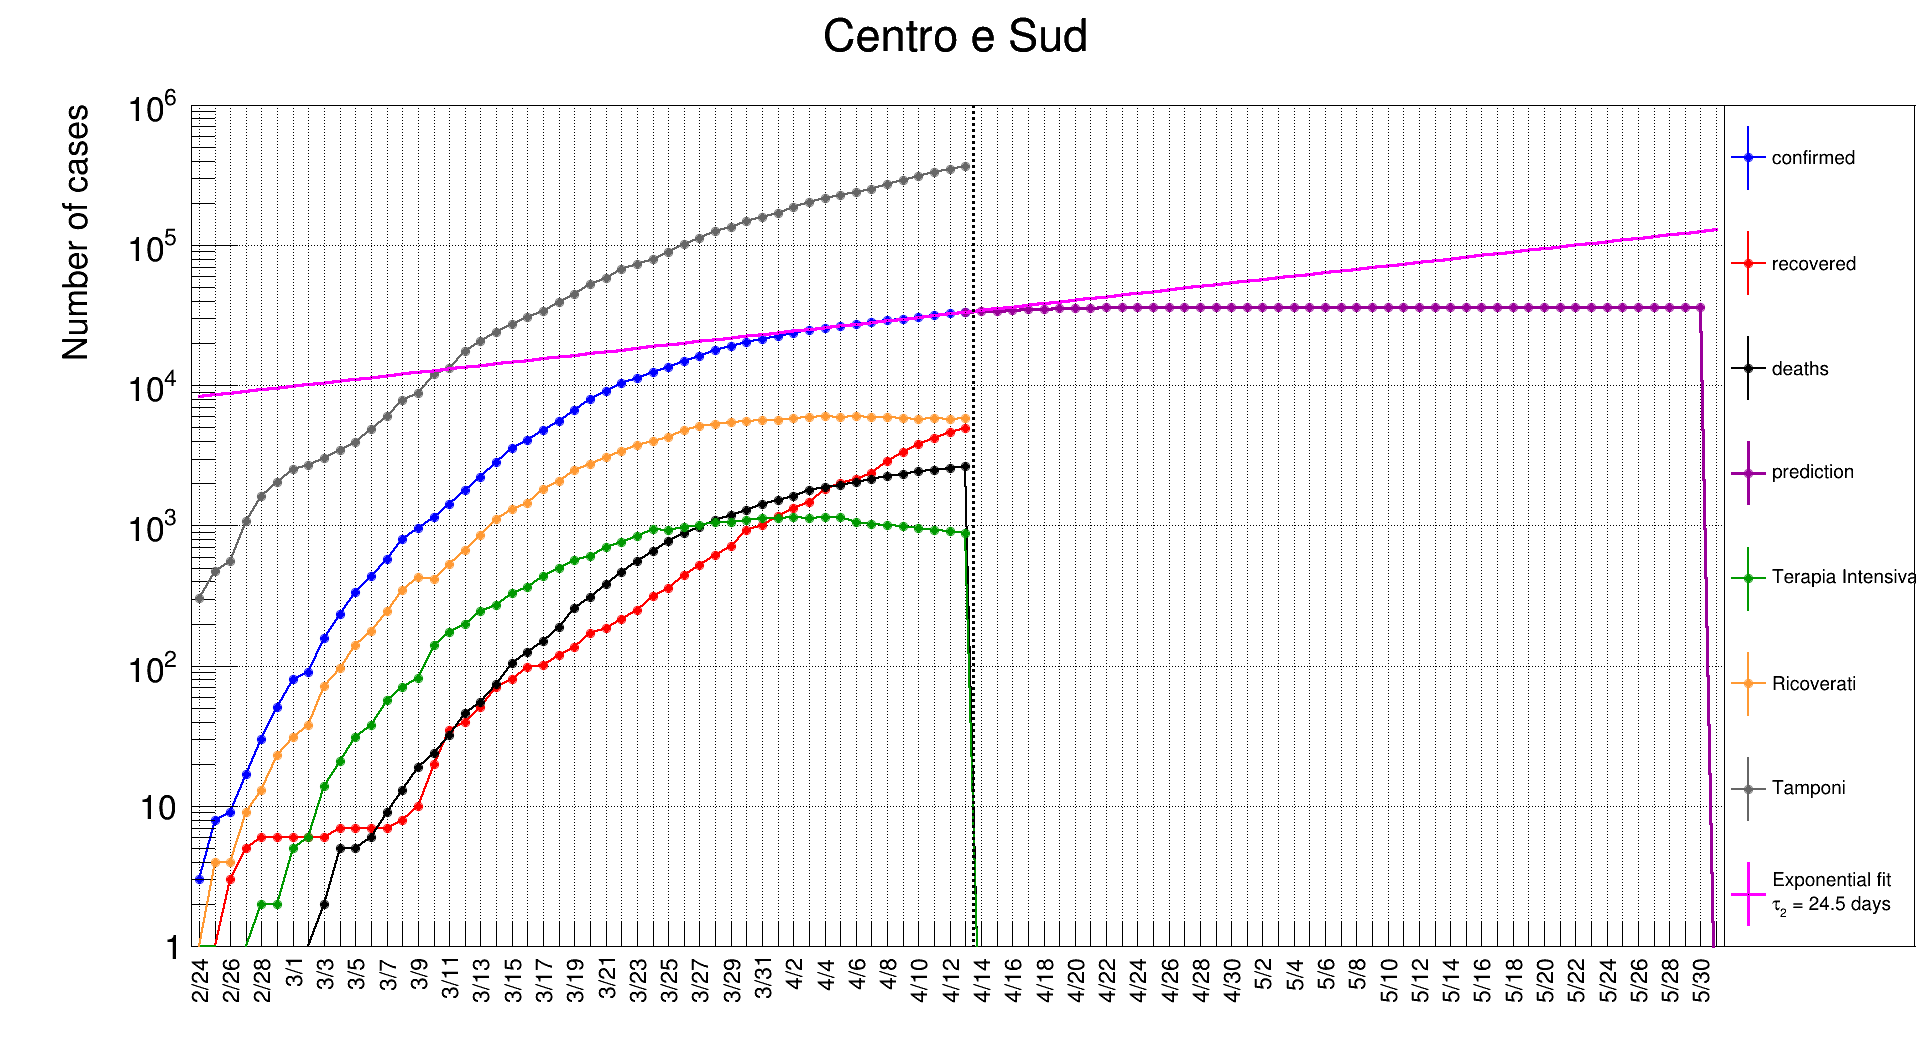 Centro e Sud
Number of cases
10^6
10^5
10^4
10^3
10^2
10
1
2/24 2/26 2/28 3/1 3/3 3/5 3/7 3/9 3/11 3/13 3/15 3/17 3/19 3/21 3/23 3/25 3/27 3/29 3/31 4/2 4/4 4/6 4/8 4/10 4/12 4/14 4/16 4/18 4/20 4/22 4/24 4/26 4/28 4/30 5/2 5/4 5/6 5/8 5/10 5/12 5/14 5/16 5/18 5/20 5/22 5/24 5/26 5/28 5/30
confirmed
recovered
deaths
prediction
Terapia Intensiva
Ricoverati
Tamponi
Exponential fit
τ₂ = 24.5 days